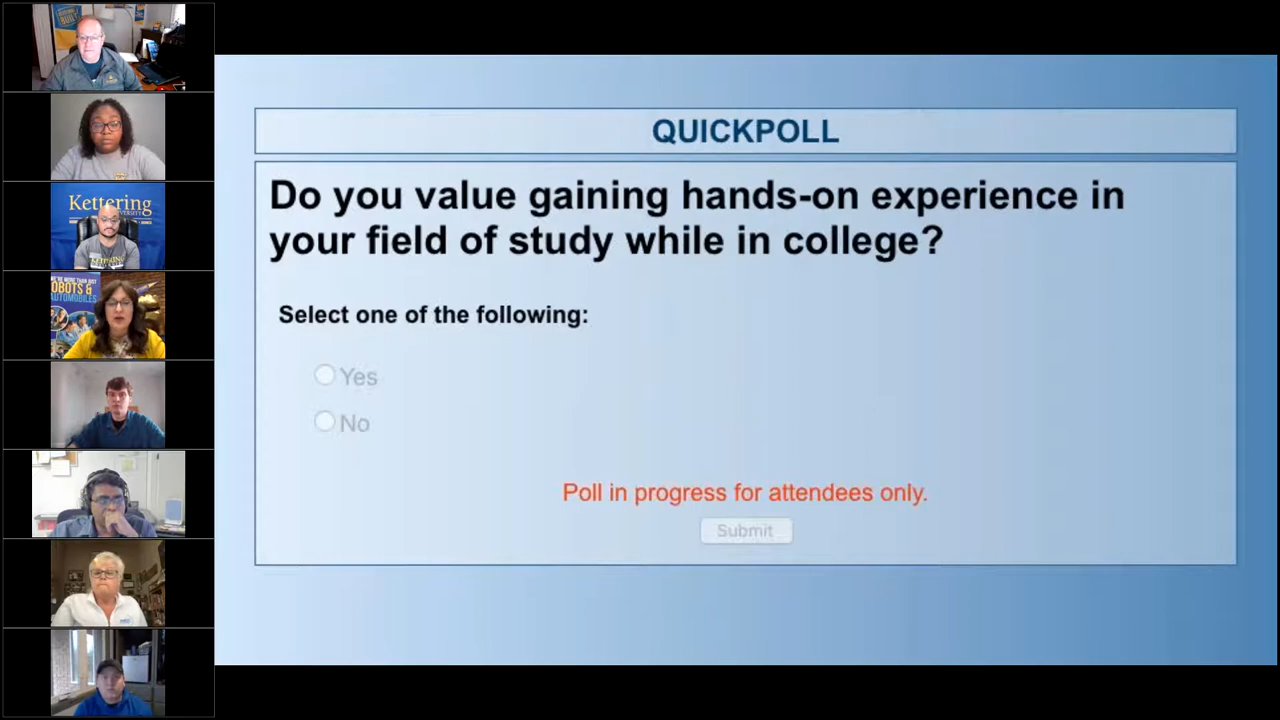 Kettering
OBOTS &
AUTOMOBILES
QUICKPOLL
Do you value gaining hands-on experience in
your field of study while in college?
Select one of the following:
Yes
No
Poll in progress for attendees only.
Submit